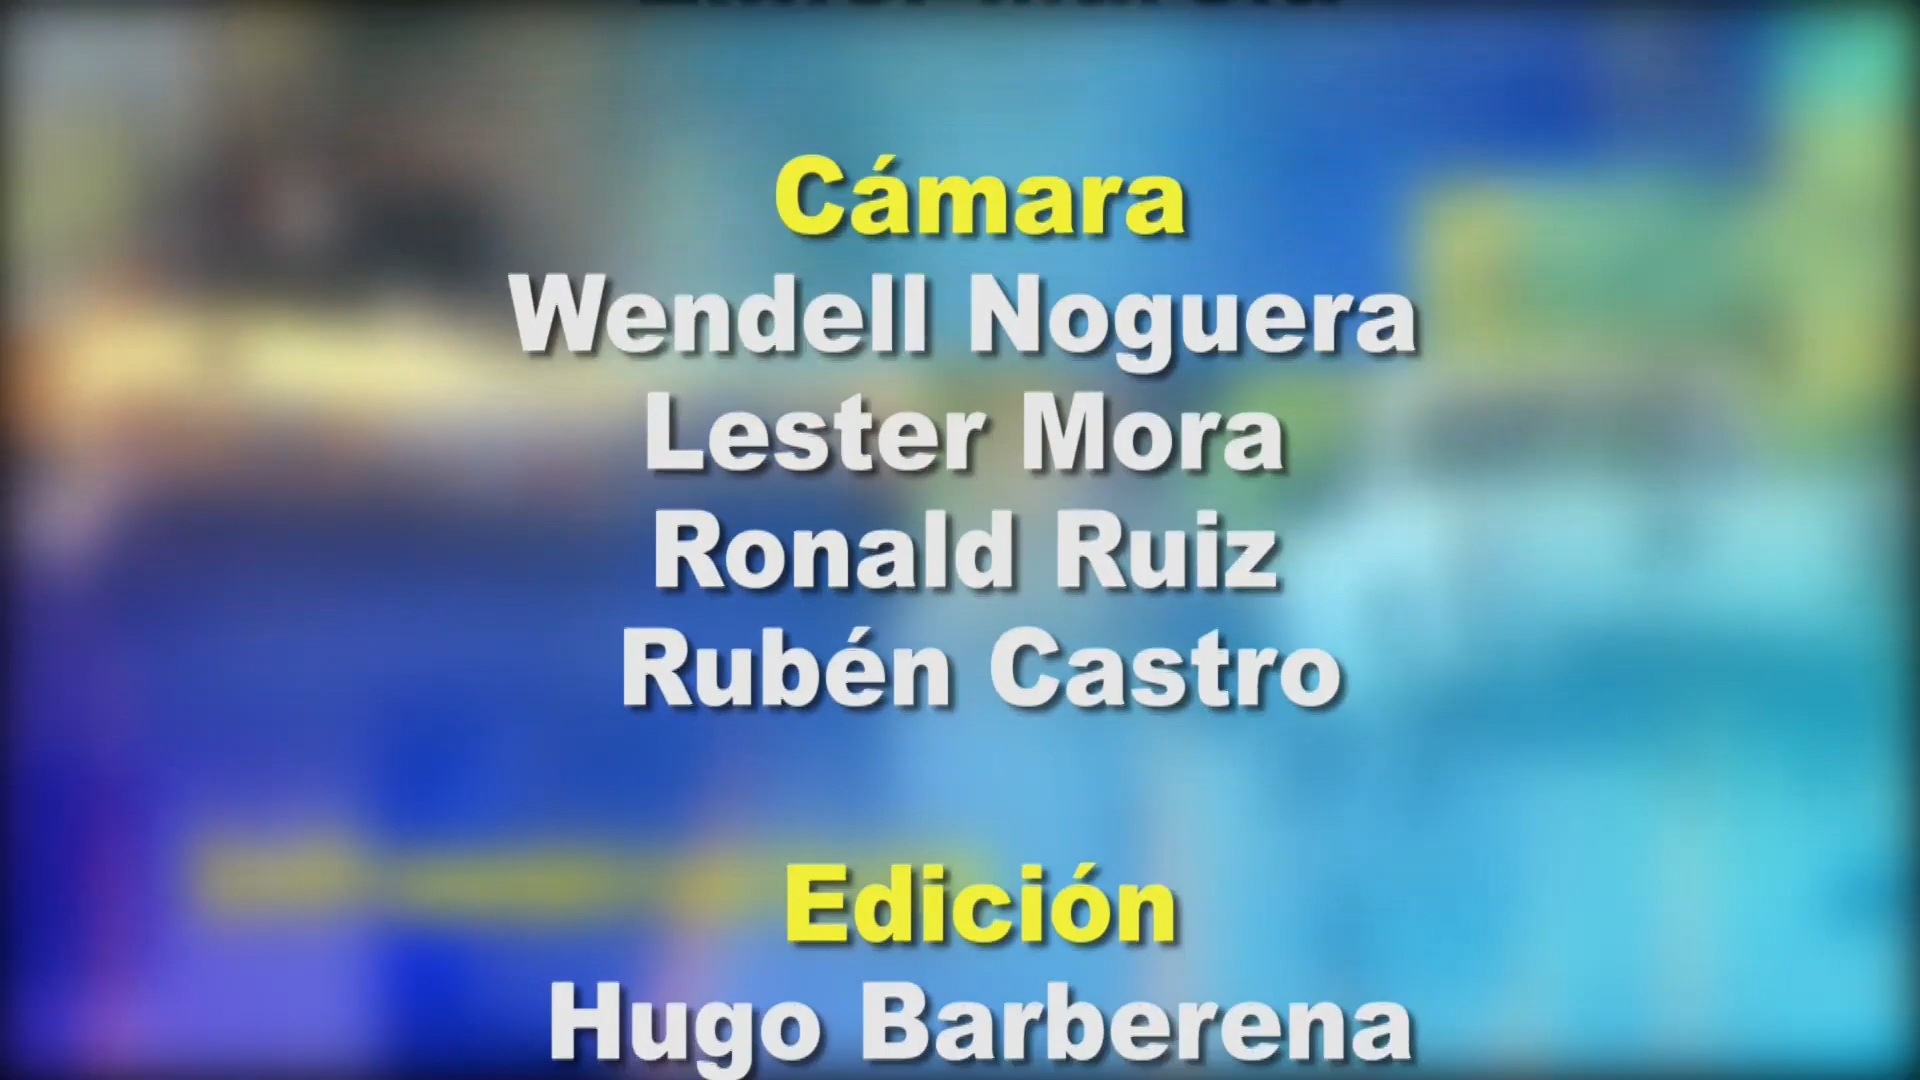 Cámara
Wendell Noguera
Lester Mora
Ronald Ruiz
Rubén Castro
Edición
Hugo Barberena